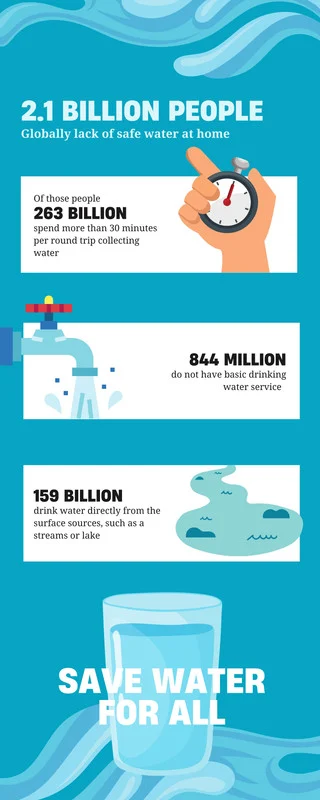 2.1 BILLION PEOPLE
Globally lack of safe water at home
Of those people
263 BILLION
spend more than 30 minutes
per round trip collecting
water
844 MILLION
do not have basic drinking
water service
159 BILLION
drink water directly from the
surface sources, such as a
streams or lake
SAVE WATER
FOR ALL